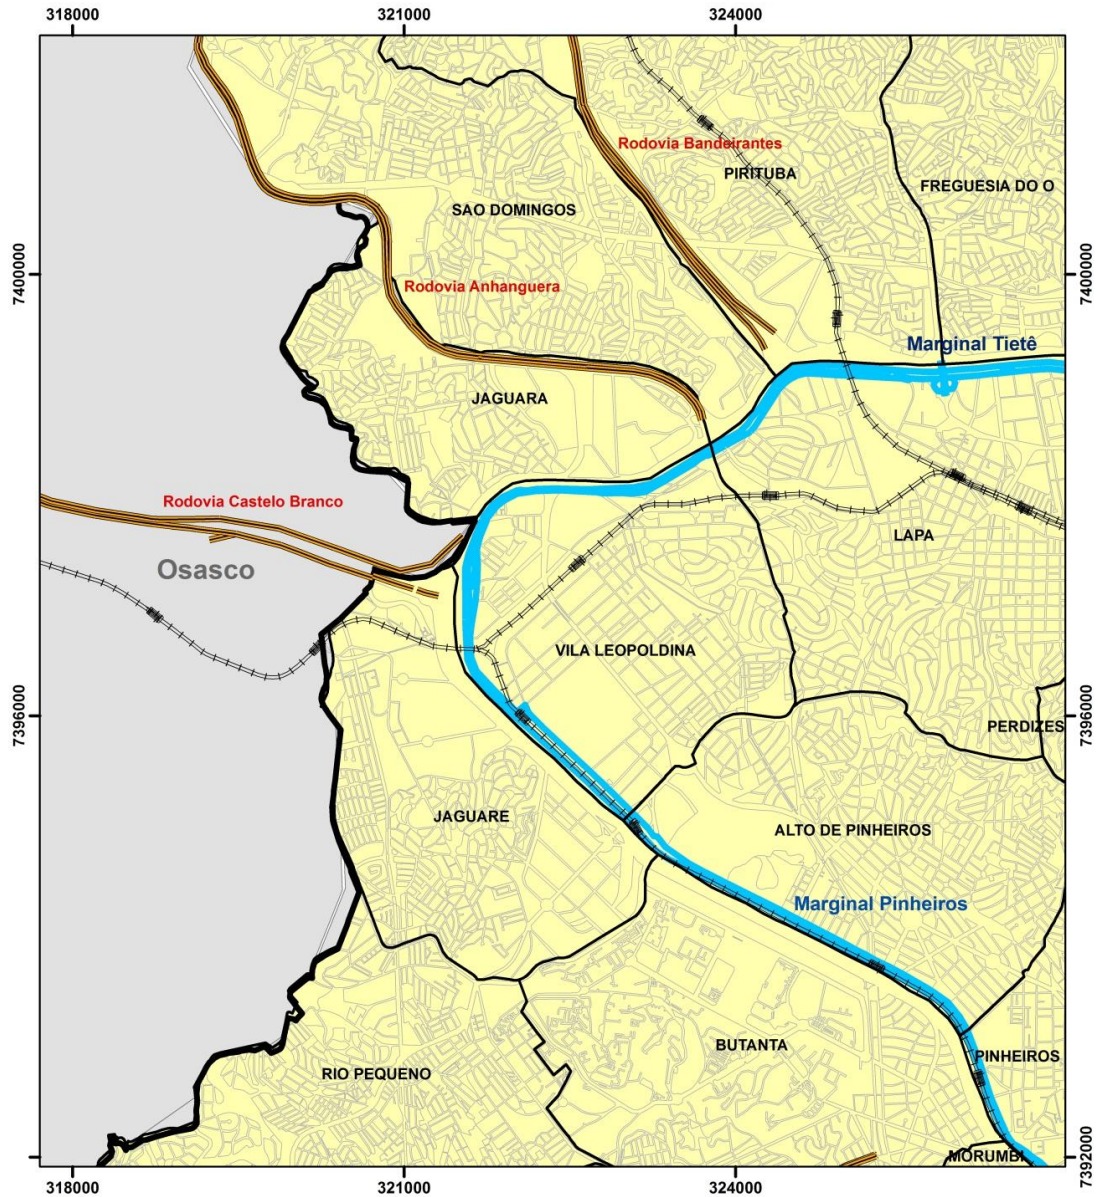 318000
321000
324000
Rodovia Bandeirantes
PIRITUBA
FREGUESIA DO O
SAO DOMINGOS
7400000
7400000
Rodovia Anhanguera
Marginal Tietê
JAGUARA
Rodovia Castelo Branco
LAPA
Osasco
VILA LEOPOLDINA
7396000
7396000
PERDIZES
JAGUARE
ALTO DE PINHEIROS
Marginal Pinheiros
BUTANTA
PINHEIROS
RIO PEQUENO
MORUMBI
7392000
318000
321000
324000